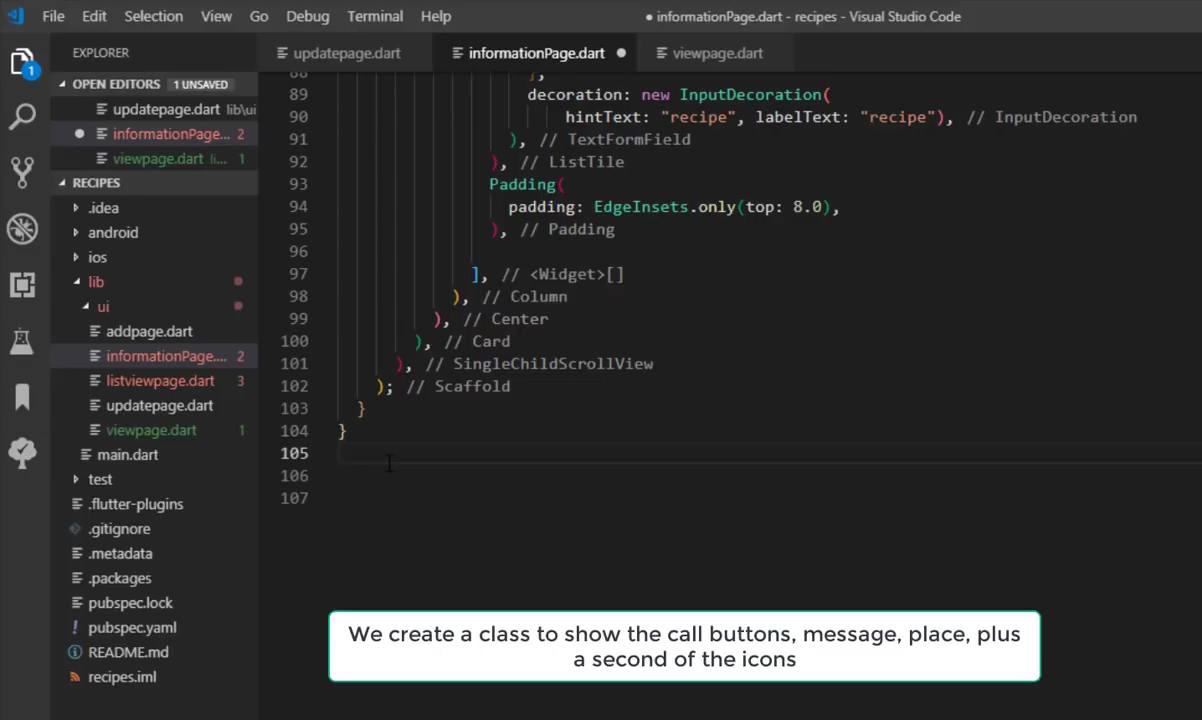 File Edit Selection View Go Debug Terminal Help
● informationPage.dart - recipes - Visual Studio Code
EXPLORER
updatepage.dart informationPage.dart ● viewpage.dart
OPEN EDITORS 1 UNSAVED
updatepage.dart lib\ui
informationPage... 2
viewpage.dart li... 1
RECIPES
.idea
android
ios
lib
ui
addpage.dart
informationPage.... 2
listviewpage.dart 3
updatepage.dart
viewpage.dart 1
main.dart
test
.flutter-plugins
.gitignore
.metadata
.packages
pubspec.lock
! pubspec.yaml
README.md
recipes.iml
1
88 },
89 decoration: new InputDecoration(
90 hintText: "recipe", labelText: "recipe"), // InputDecoration
91 ), // TextFormField
92 ), // ListTile
93 Padding(
94 padding: EdgeInsets.only(top: 8.0),
95 ), // Padding
96
97 ], // <Widget>[]
98 ), // Column
99 ), // Center
100 ), // Card
101 ), // SingleChildScrollView
102 ); // Scaffold
103 }
104 }
105
106
107
We create a class to show the call buttons, message, place, plus
a second of the icons